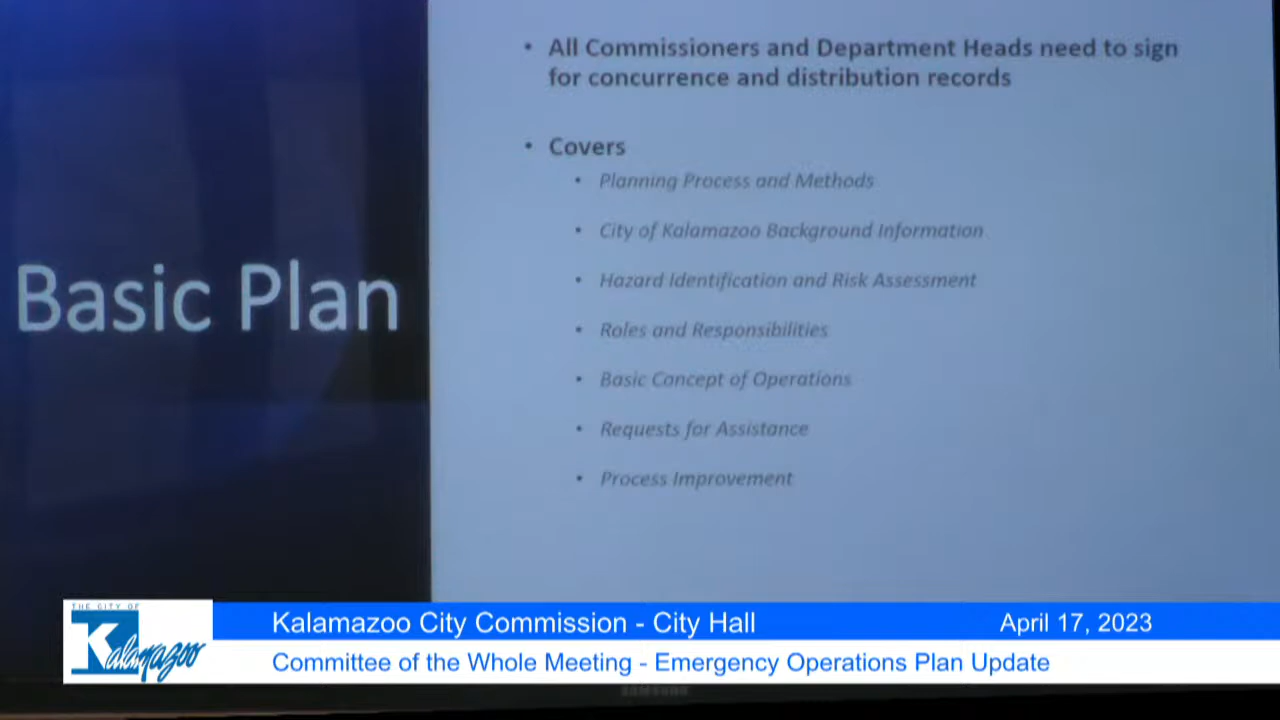 • All Commissioners and Department Heads need to sign
for concurrence and distribution records
• Covers
• Planning Process and Methods
• City of Kalamazoo Background Information
• Hazard Identification and Risk Assessment
• Roles and Responsibilities
• Basic Concept of Operations
• Requests for Assistance
• Process Improvement
Basic Plan
THE CITY OF
Kalamazoo
Kalamazoo City Commission - City Hall
April 17, 2023
Committee of the Whole Meeting - Emergency Operations Plan Update
SAMSUNG